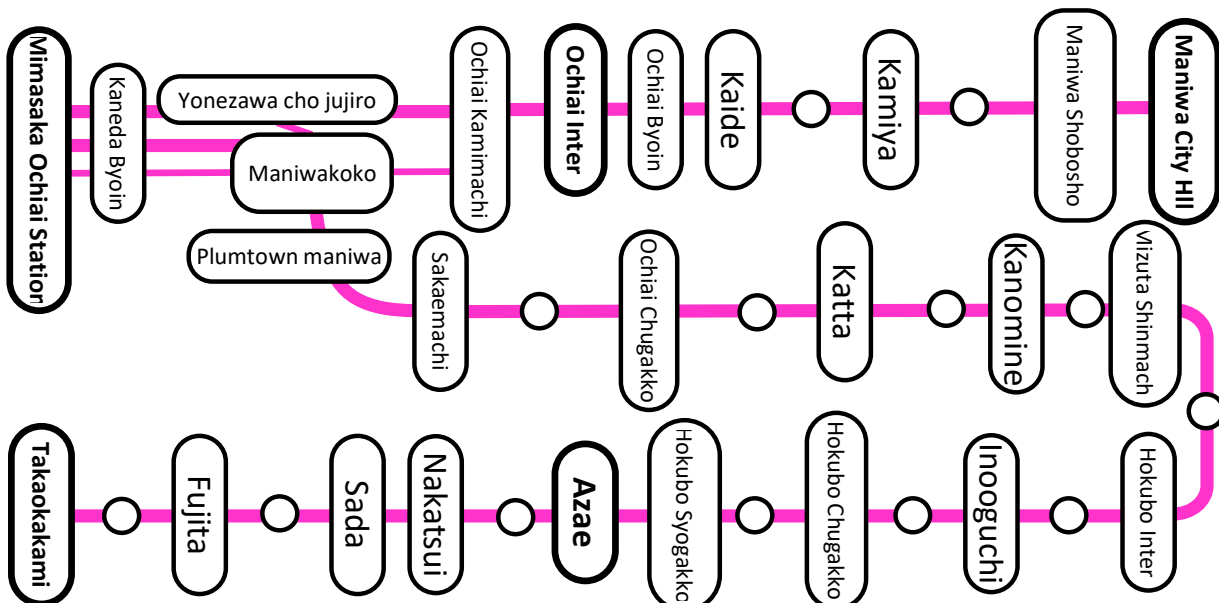 Mimasaka Ochiai Station
Kaneda Byoin
Yonezawa cho jujiro
Maniwakoko
Plumtown maniwa
Ochiai Kamimachi
Ochiai Inter
Ochiai Byoin
Kaide
Kamiya
Maniwa Shobosho
Maniwa City Hll
Sakaemachi
Ochiai Chugakko
Katta
Kanomine
Mizuta Shinmach
Takaokakami
Fujita
Sada
Nakatsui
Azae
Hokubo Syogakko
Hokubo Chugakko
Inooguchi
Hokubo Inter